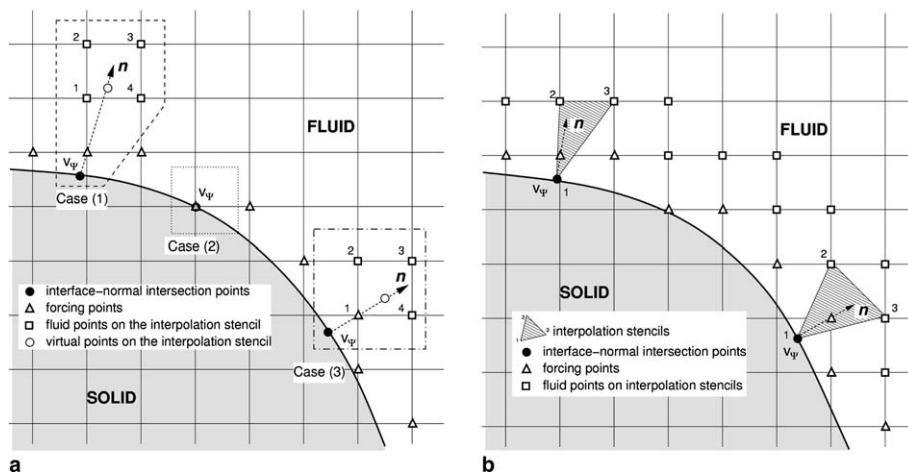 2 3
n
1 4
FLUID
VΨ
Case (1)
VΨ
Case (2)
2 3
n
1 4
VΨ
Case (3)
interface-normal intersection points
forcing points
fluid points on the interpolation stencil
virtual points on the interpolation stencil
SOLID
a
2 3
n
FLUID
VΨ 1
2
SOLID
n
3
1
VΨ
2
1 3 interpolation stencils
interface-normal intersection points
forcing points
fluid points on interpolation stencils
b